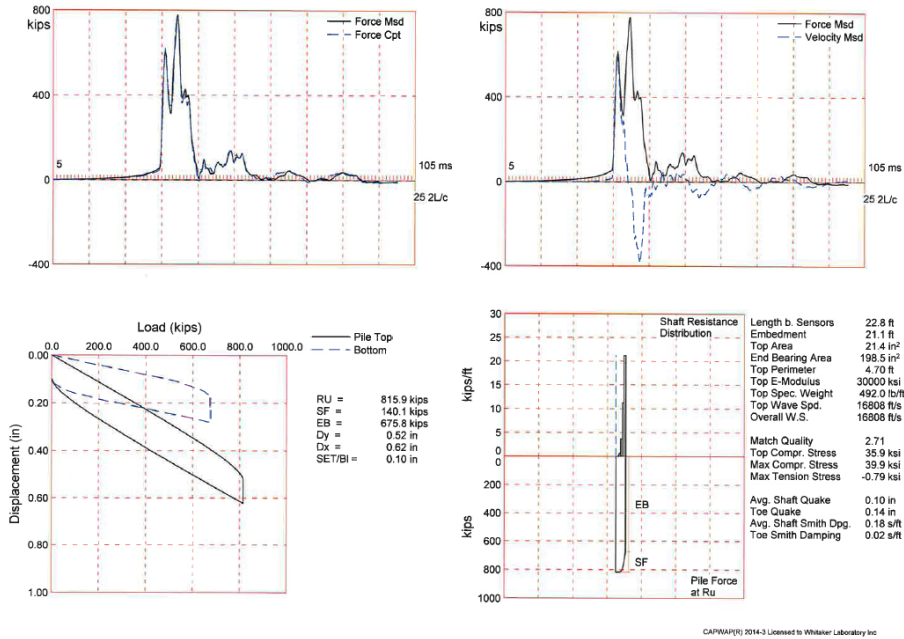 800
kips
Force Msd
Force Cpt
400
5
105 ms
0
25 2L/c
-400
800
kips
Force Msd
Velocity Msd
400
5
105 ms
0
25 2L/c
-400
Load (kips)
0.0 200.0 400.0 600.0 800.0 1000.0
Pile Top
Bottom
0.00
0.20
0.40
0.60
0.80
1.00
Displacement (in)
RU = 815.9 kips
SF = 140.1 kips
EB = 675.8 kips
Dy = 0.52 in
Dx = 0.62 in
SET/Bl = 0.10 in
30
25
20
15
10
5
0
kips/ft
Shaft Resistance
Distribution
0
200
400
600
800
1000
kips
EB
SF
Pile Force
at Ru
Length b. Sensors 22.8 ft
Embedment 21.1 ft
Top Area 21.4 in²
End Bearing Area 198.5 in²
Top Perimeter 4.70 ft
Top E-Modulus 30000 ksi
Top Spec. Weight 492.0 lb/ft
Top Wave Spd. 16808 ft/s
Overall W.S. 16808 ft/s
Match Quality 2.71
Top Compr. Stress 35.9 ksi
Max Compr. Stress 39.9 ksi
Max Tension Stress -0.79 ksi
Avg. Shaft Quake 0.10 in
Toe Quake 0.14 in
Avg. Shaft Smith Dpg. 0.18 s/ft
Toe Smith Damping 0.02 s/ft
CAPWAP(R) 2014-3 Licensed to Whitaker Laboratory Inc